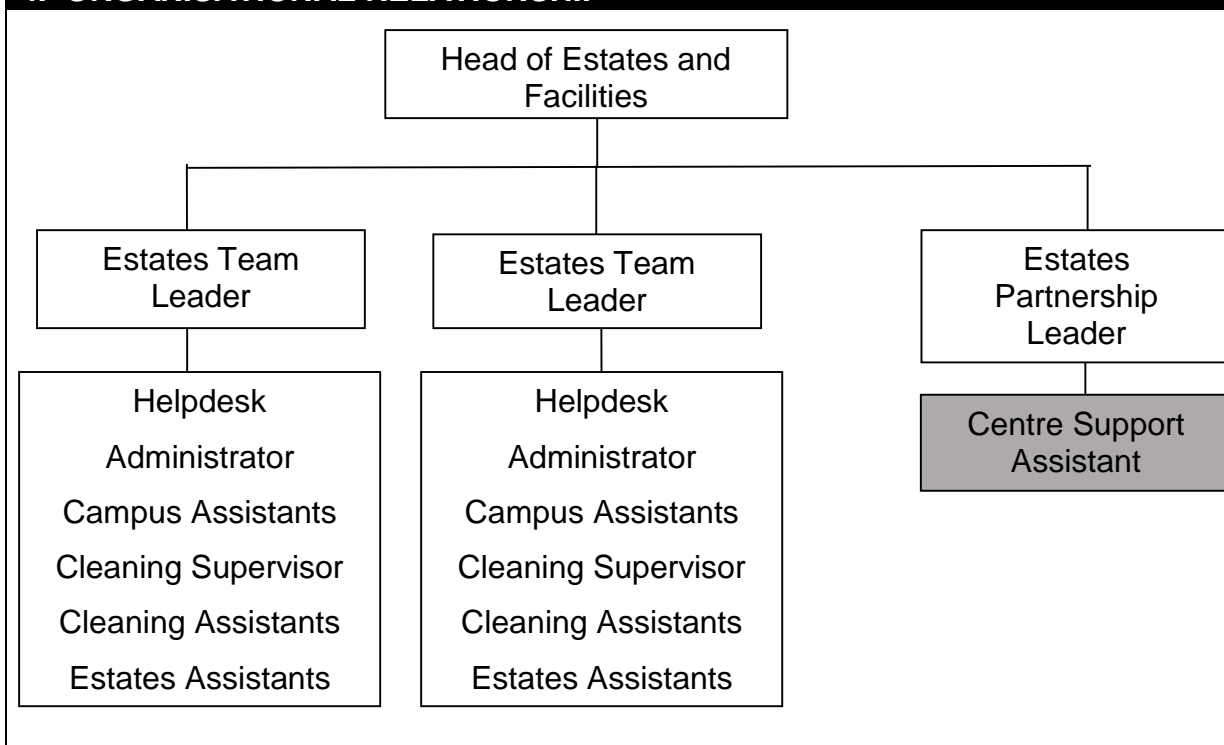 Head of Estates and
Facilities
Estates Team
Leader
Estates Team
Leader
Estates
Partnership
Leader
Helpdesk
Administrator
Campus Assistants
Cleaning Supervisor
Cleaning Assistants
Estates Assistants
Helpdesk
Administrator
Campus Assistants
Cleaning Supervisor
Cleaning Assistants
Estates Assistants
Centre Support
Assistant